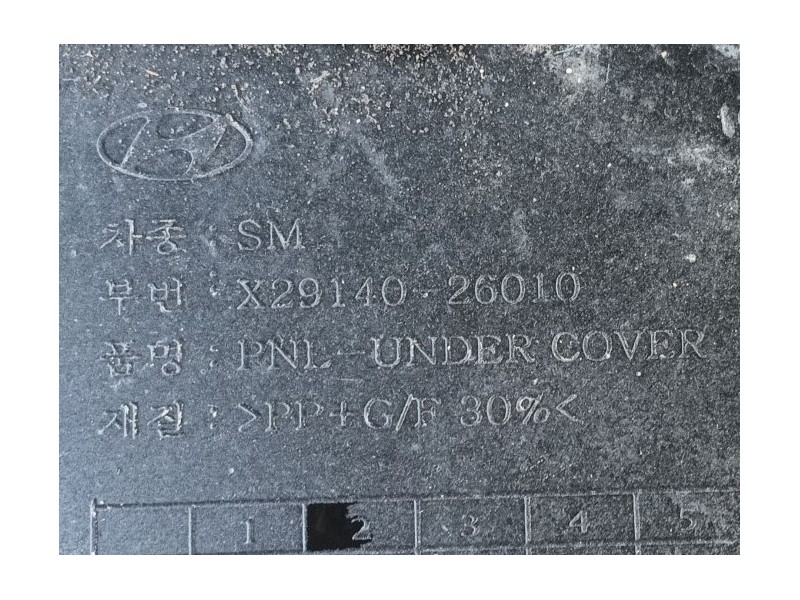 차종 : SM
부번 : X29140-26010
품명 : PNL-UNDER COVER
재질 : >PP+G/F 30%<
1 2 3 4 5